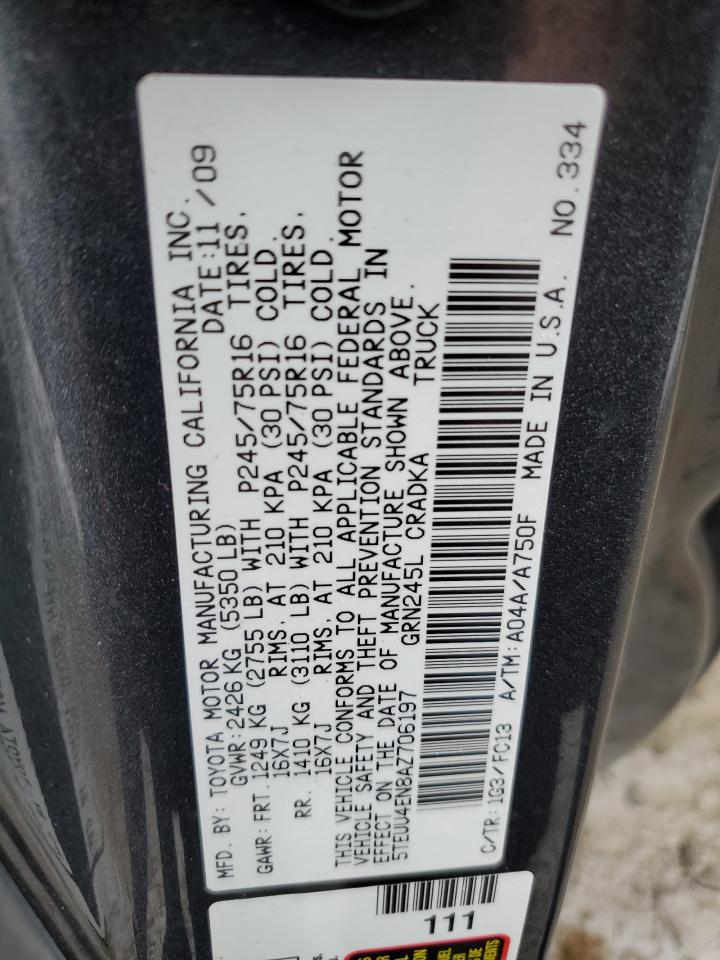 MFD. BY: TOYOTA MOTOR MANUFACTURING CALIFORNIA INC.
GVWR: 2426 KG (5350 LB) DATE: 11 /09
GAWR: FRT. 1249 KG (2755 LB) WITH P245/75R16 TIRES.
16X7J RIMS, AT 210 KPA (30 PSI) COLD.
RR. 1410 KG (3110 LB) WITH P245/75R16 TIRES.
16X7J RIMS, AT 210 KPA (30 PSI) COLD.
THIS VEHICLE CONFORMS TO ALL APPLICABLE FEDERAL MOTOR
VEHICLE SAFETY AND THEFT PREVENTION STANDARDS IN
EFFECT ON THE DATE OF MANUFACTURE SHOWN ABOVE.
5TEUU4EN8AZ706197 GRN245L CRADKA TRUCK
C/TR: 1G3/FC13 A/TM: A04A/A750F MADE IN U.S.A. NO. 334
111